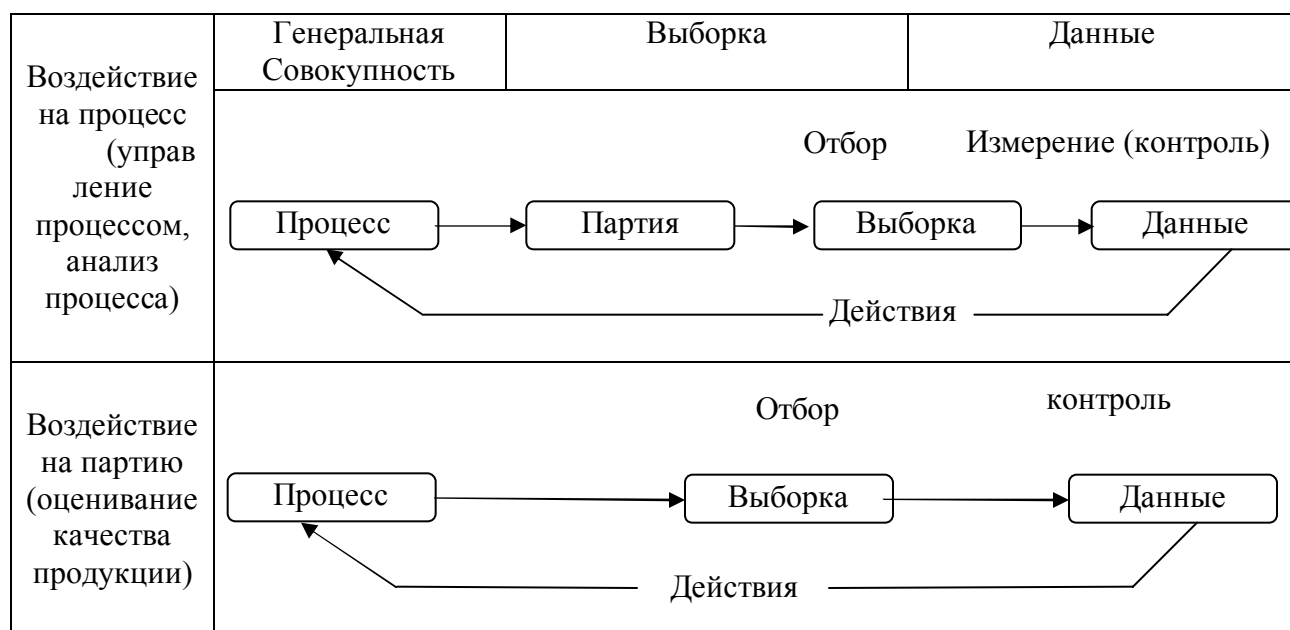 Генеральная
Совокупность
Выборка
Данные
Воздействие
на процесс
(управ
ление
процессом,
анализ
процесса)
Отбор
Измерение (контроль)
Процесс
Партия
Выборка
Данные
Действия
Воздействие
на партию
(оценивание
качества
продукции)
Отбор
контроль
Процесс
Выборка
Данные
Действия